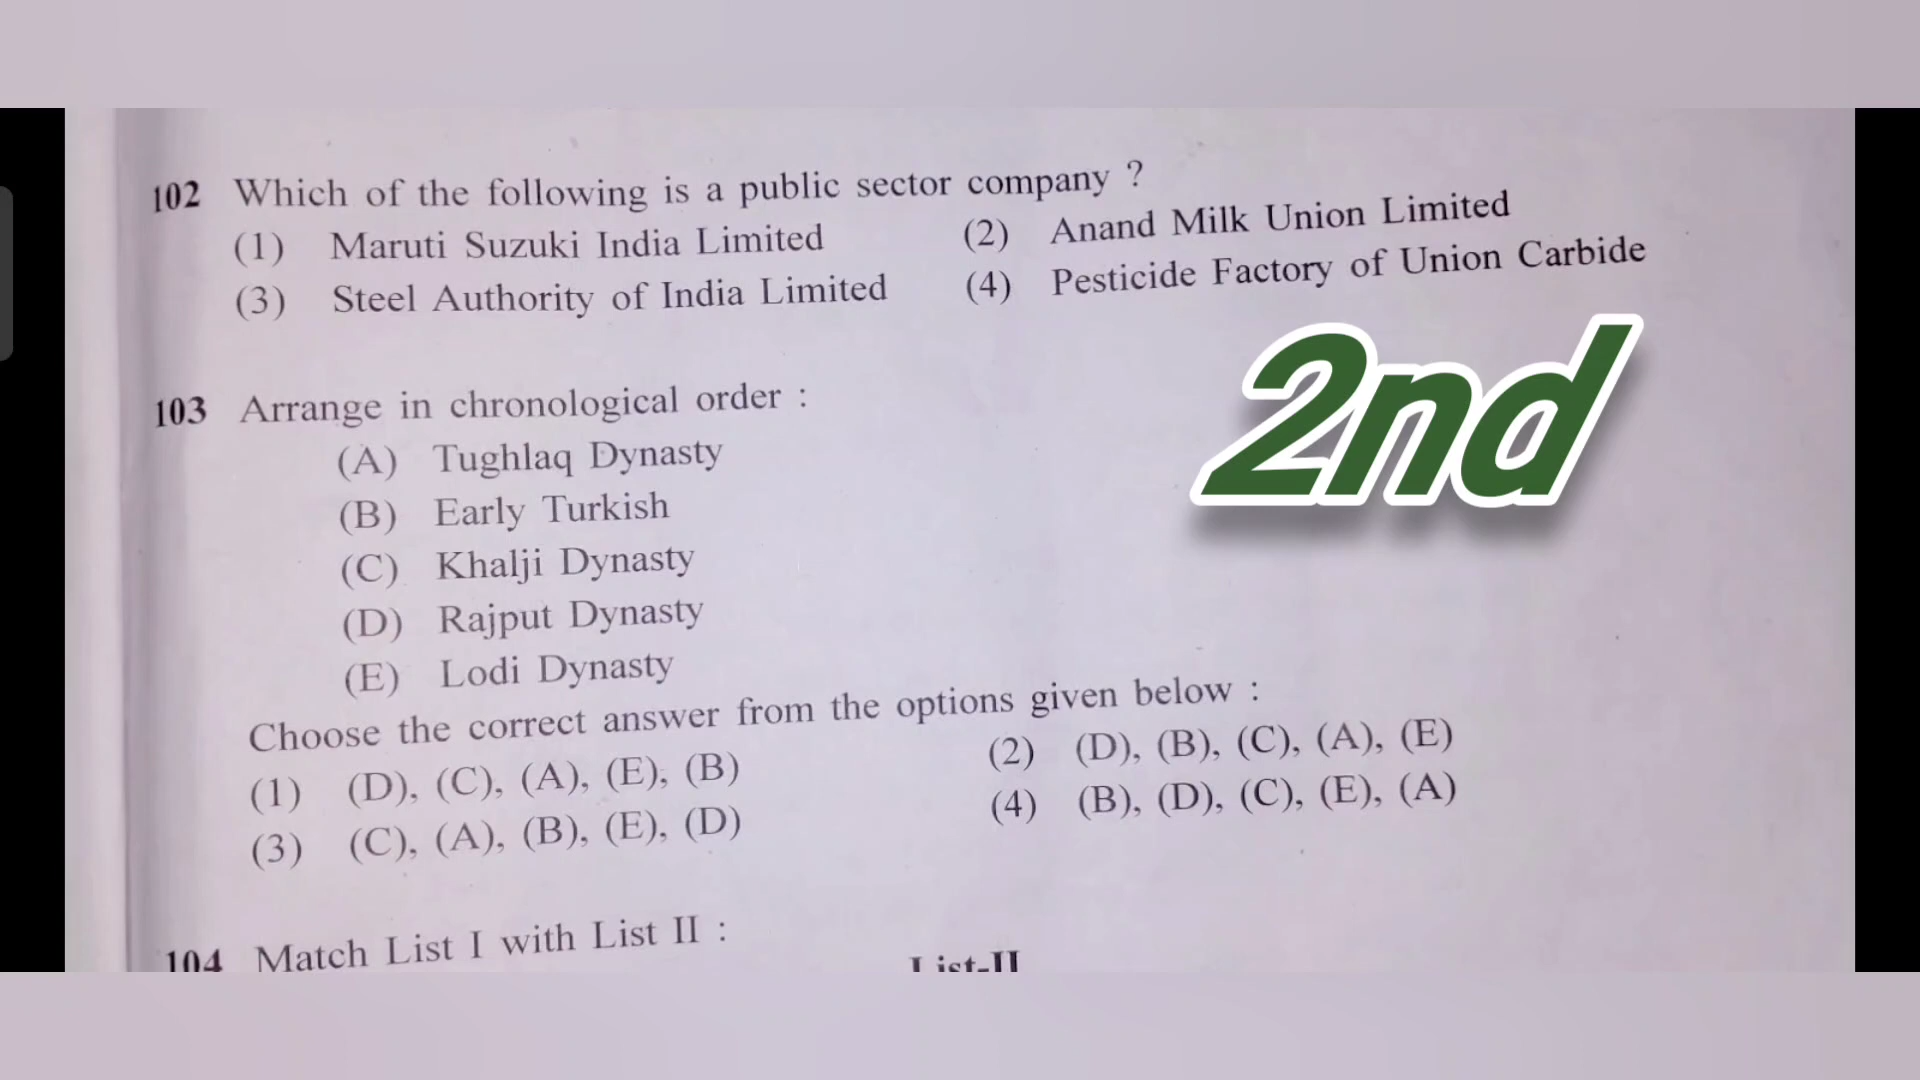 102 Which of the following is a public sector company ?
(1) Maruti Suzuki India Limited (2) Anand Milk Union Limited
(3) Steel Authority of India Limited (4) Pesticide Factory of Union Carbide
2nd
103 Arrange in chronological order :
(A) Tughlaq Dynasty
(B) Early Turkish
(C) Khalji Dynasty
(D) Rajput Dynasty
(E) Lodi Dynasty
Choose the correct answer from the options given below :
(1) (D), (C), (A), (E), (B) (2) (D), (B), (C), (A), (E)
(3) (C), (A), (B), (E), (D) (4) (B), (D), (C), (E), (A)
104 Match List I with List II :
List-II